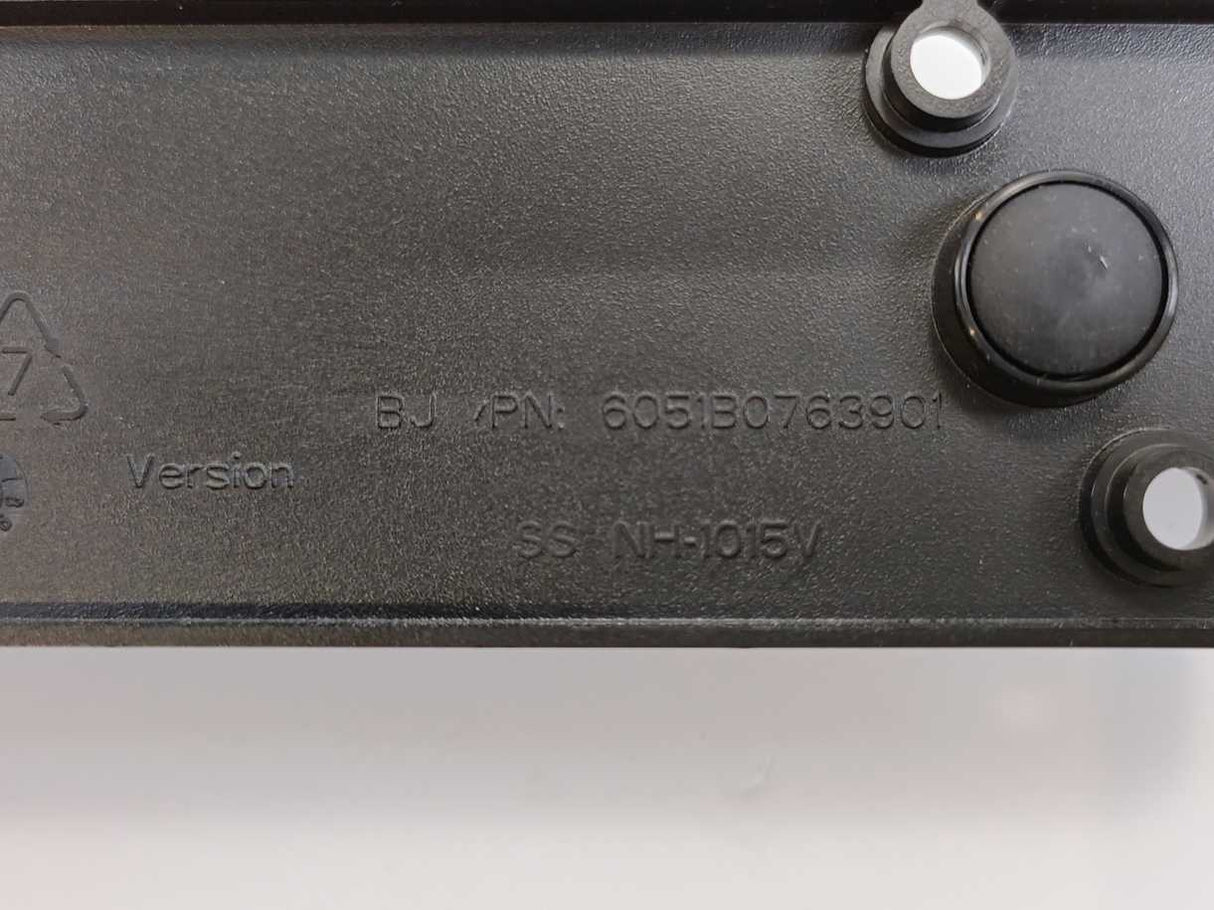 7
BJ /PN: 6051B0763901
Version
SS NH-1015V